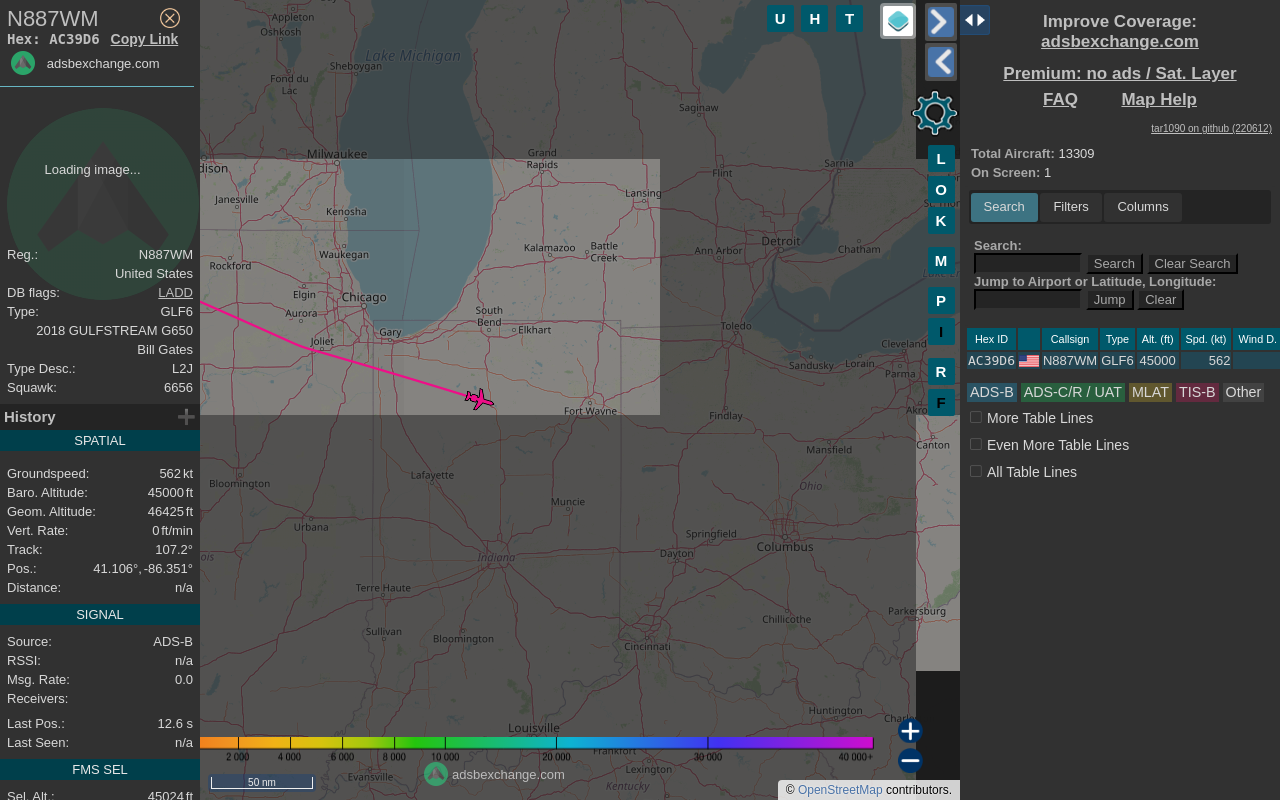 N887WM
Hex: AC39D6 Copy Link
adsbexchange.com
Loading image...
Reg.: N887WM
United States
DB flags: LADD
Type: GLF6
2018 GULFSTREAM G650
Bill Gates
Type Desc.: L2J
Squawk: 6656
History
SPATIAL
Groundspeed: 562 kt
Baro. Altitude: 45000 ft
Geom. Altitude: 46425 ft
Vert. Rate: 0 ft/min
Track: 107.2°
Pos.: 41.106°, -86.351°
Distance: n/a
SIGNAL
Source: ADS-B
RSSI: n/a
Msg. Rate: 0.0
Receivers:
Last Pos.: 12.6 s
Last Seen: n/a
FMS SEL
Sel. Alt.: 45024 ft
U H T
Appleton
Oshkosh
Lake Michigan
Sheboygan
Fond du
Lac
Saginaw
Milwaukee
dison
Grand
Rapids
Flint
Sarnia
Janesville
Lansing
Kenosha
Waukegan
Kalamazoo
Battle
Creek
Ann Arbor
Detroit
Chatham
Rockford
Elgin
Chicago
Aurora
South
Bend
Elkhart
Gary
Joliet
Toledo
Cleveland
Sandusky
Lorain
Parma
Fort Wayne
Findlay
Akro
Canton
Mansfield
Lafayette
Bloomington
Ohio
Muncie
Urbana
Springfield
Columbus
Indiana
Dayton
ois
Terre Haute
Parkersburg
Chillicothe
Sullivan
Bloomington
Cincinnati
Huntington
Charle
Louisville
Frankfort
Lexington
Evansville
Kentucky
L
O
K
M
P
I
R
F
2 000 4 000 6 000 8 000 10 000 20 000 30 000 40 000+
50 nm
adsbexchange.com
© OpenStreetMap contributors.
Improve Coverage:
adsbexchange.com
Premium: no ads / Sat. Layer
FAQ Map Help
tar1090 on github (220612)
Total Aircraft: 13309
On Screen: 1
Search Filters Columns
Search:
Search Clear Search
Jump to Airport or Latitude, Longitude:
Jump Clear
Hex ID Callsign Type Alt. (ft) Spd. (kt) Wind D.
AC39D6 N887WM GLF6 45000 562
ADS-B ADS-C/R / UAT MLAT TIS-B Other
More Table Lines
Even More Table Lines
All Table Lines